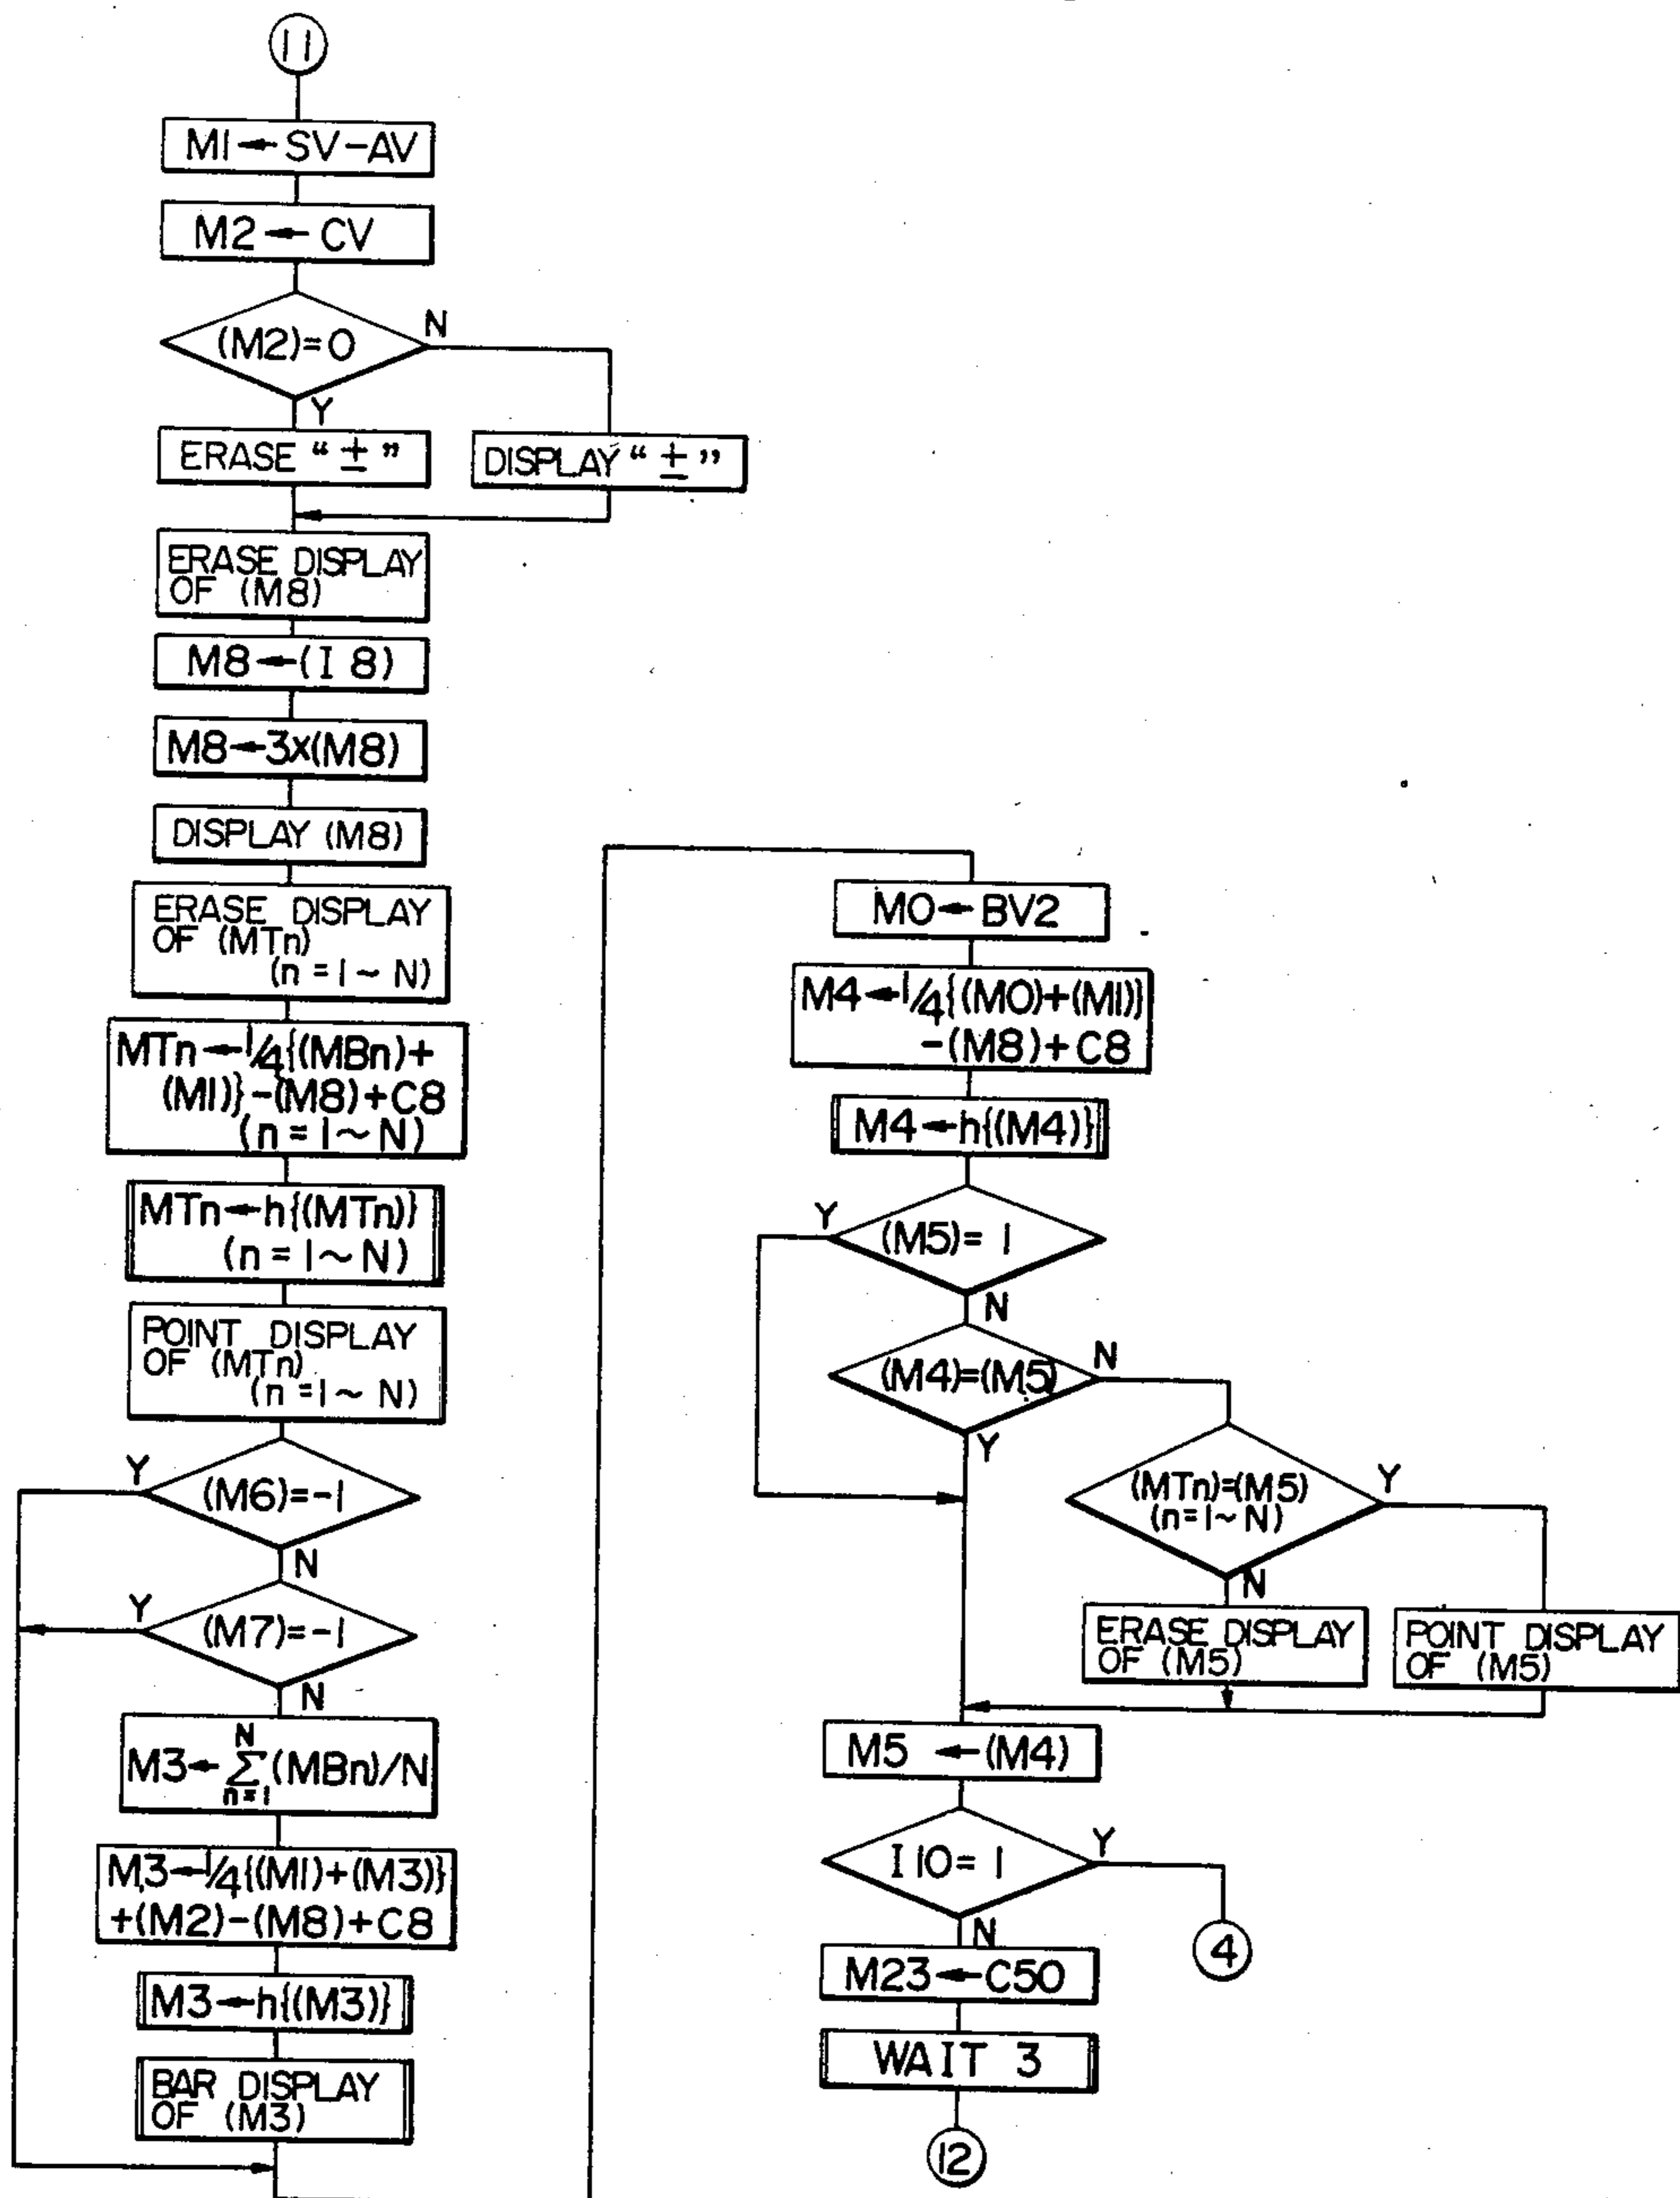 11
M1←SV-AV
M2←CV
(M2)=0
N
Y
ERASE “±”
DISPLAY “±”
ERASE DISPLAY
OF (M8)
M8←(I8)
M8←3×(M8)
DISPLAY (M8)
ERASE DISPLAY
OF (MTn)
(n=1~N)
MTn←1/4{(MBn)+
(M1)}-(M8)+C8
(n=1~N)
MTn←h{(MTn)}
(n=1~N)
POINT DISPLAY
OF (MTn)
(n=1~N)
Y
(M6)=-1
N
Y
(M7)=-1
N
M3←N∑n=1(MBn)/N
M3←1/4{(M1)+(M3)}
+(M2)-(M8)+C8
M3←h{(M3)}
BAR DISPLAY
OF (M3)
M0←BV2
M4←1/4{(M0)+(M1)}
-(M8)+C8
M4←h{(M4)}
Y
(M5)=1
N
(M4)=(M5)
N
Y
(MTn)=(M5)
(n=1~N)
Y
N
ERASE DISPLAY
OF (M5)
POINT DISPLAY
OF (M5)
M5←(M4)
I10=1
Y
N
4
M23←C50
WAIT 3
12